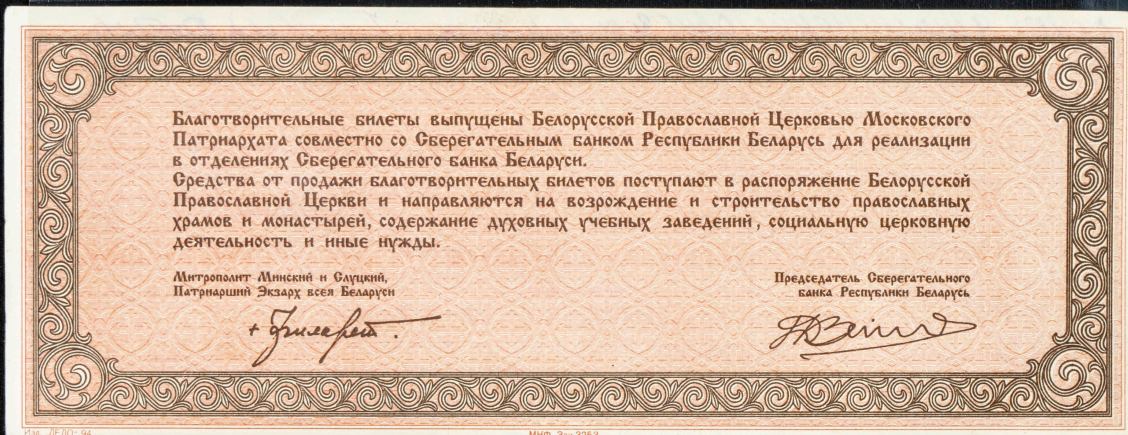 Благотворительные билеты выпущены Белорусской Православной Церковью Московского
Патриархата совместно со Сберегательным банком Республики Беларусь для реализации
в отделениях Сберегательного банка Беларуси.
Средства от продажи благотворительных билетов поступают в распоряжение Белорусской
Православной Церкви и направляются на возрождение и строительство православных
храмов и монастырей, содержание духовных учебных заведений, социальную церковную
деятельность и иные нужды.
Митрополит Минский и Слуцкий,
Патриарший Экзарх всея Беларуси
+ Филарет.
Председатель Сберегательного
банка Республики Беларусь